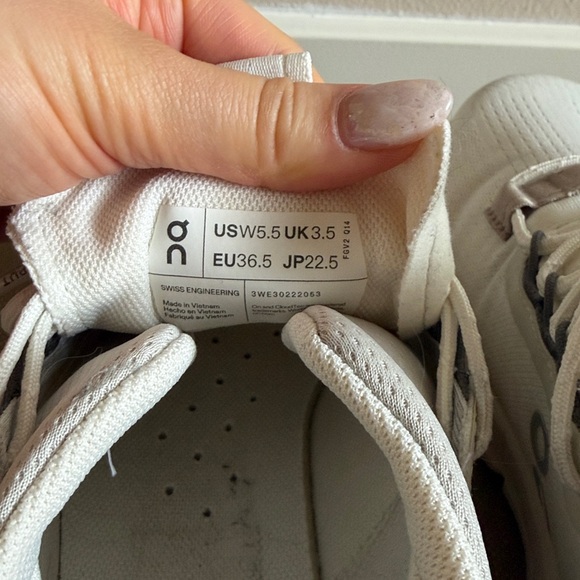 USW5.5 UK3.5
EU36.5 JP22.5
FGV2 Q14
SWISS ENGINEERING
3WE30222053
Made in Vietnam
Hecho en Vietnam
Fabriqué au Vietnam